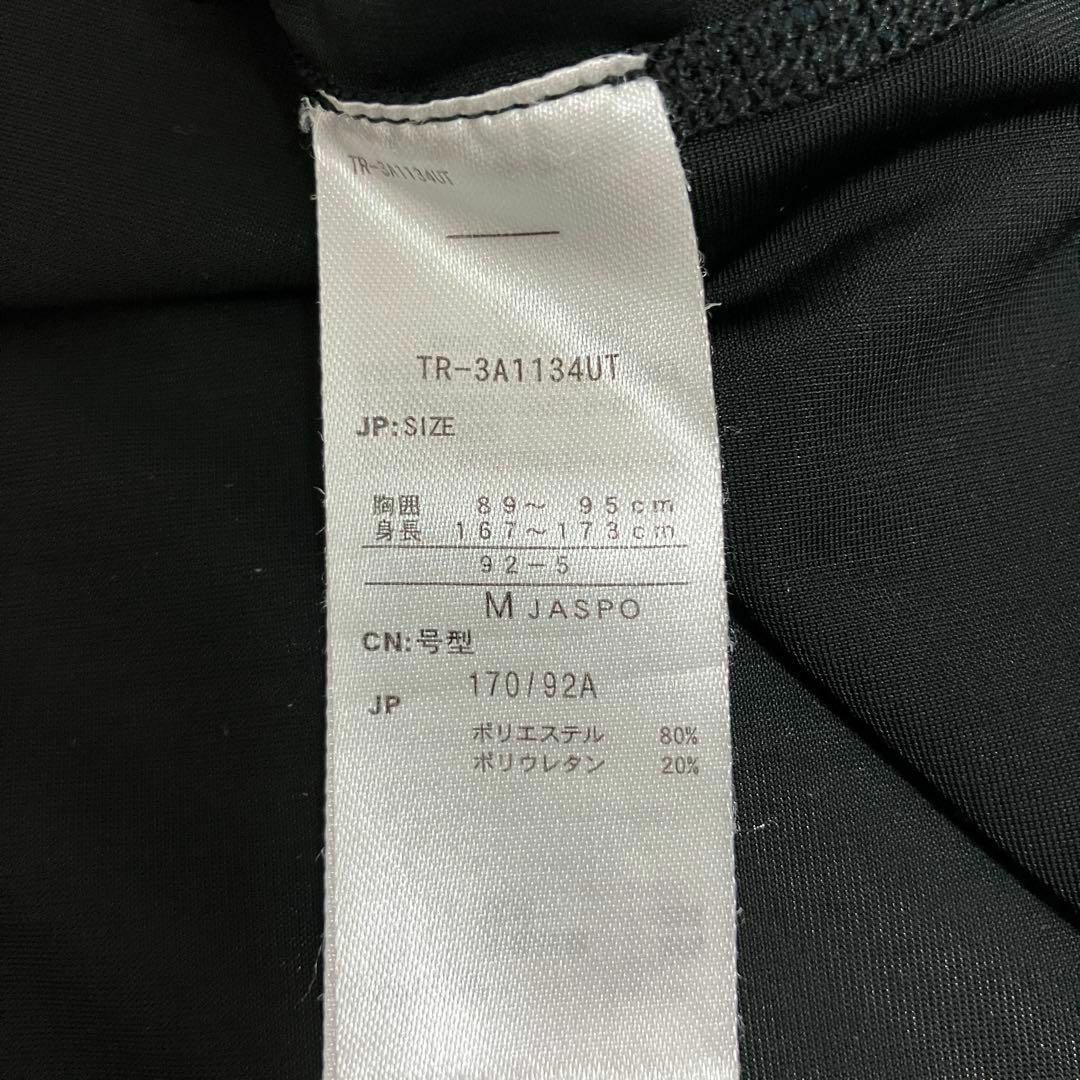 TR-3A1134UT
TR-3A1134UT
JP:SIZE
胸囲 89～ 95cm
身長 167～173cm
92-5
M JASPO
CN:号型
170/92A
JP
ポリエステル 80%
ポリウレタン 20%